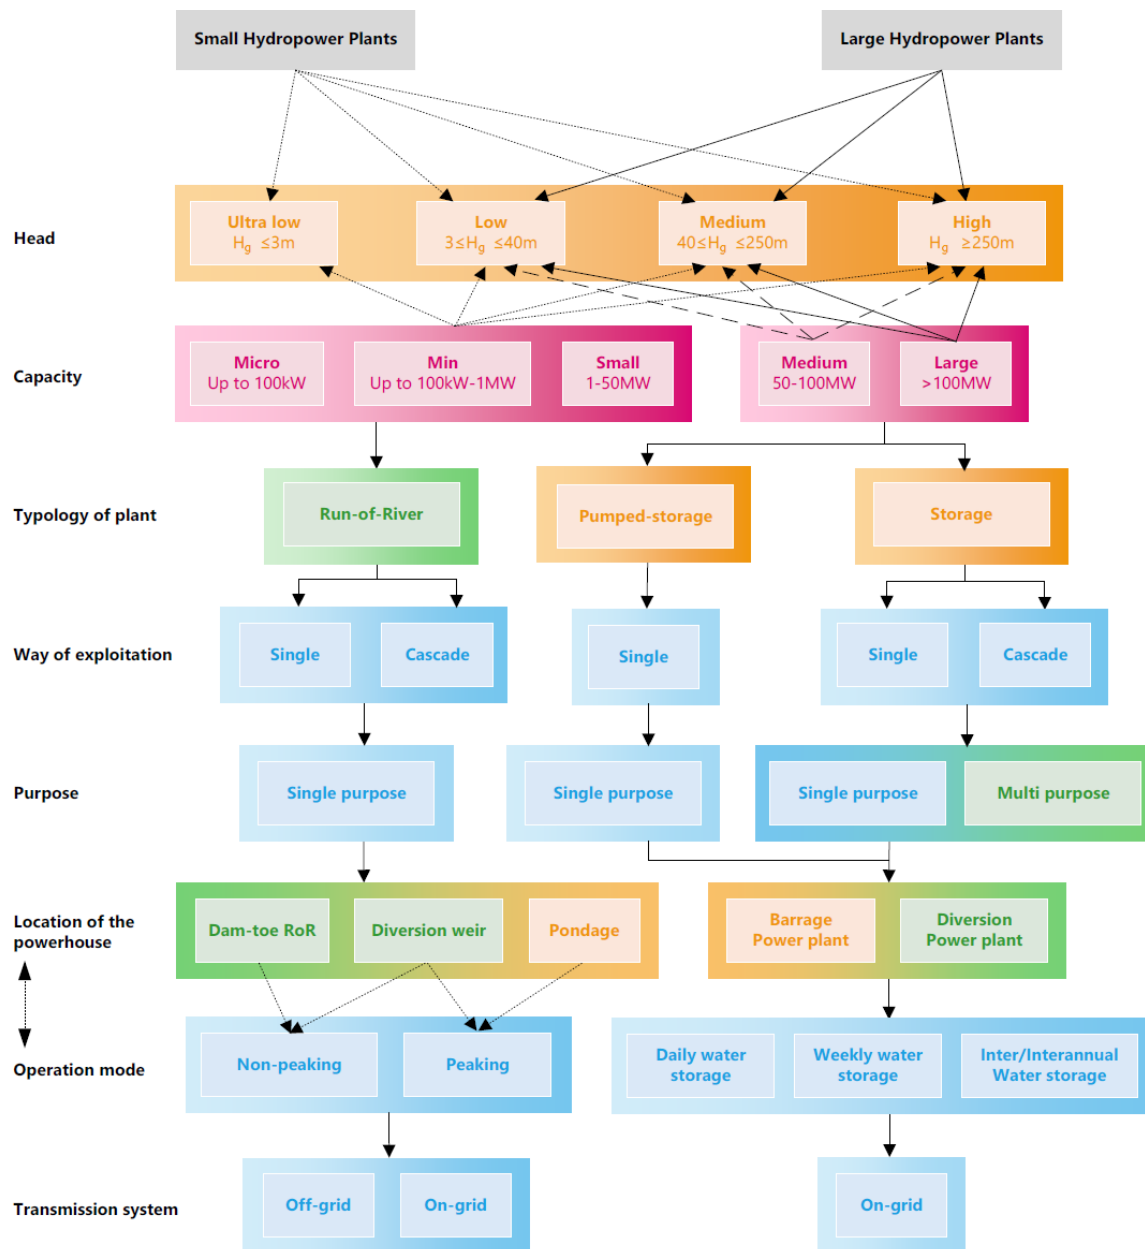 Small Hydropower Plants
Large Hydropower Plants
Head
Ultra low
Hg ≤3m
Low
3≤Hg ≤40m
Medium
40≤Hg ≤250m
High
Hg ≥250m
Capacity
Micro
Up to 100kW
Min
Up to 100kW-1MW
Small
1-50MW
Medium
50-100MW
Large
>100MW
Typology of plant
Run-of-River
Pumped-storage
Storage
Way of exploitation
Single
Cascade
Single
Single
Cascade
Purpose
Single purpose
Single purpose
Single purpose
Multi purpose
Location of the
powerhouse
Dam-toe RoR
Diversion weir
Pondage
Barrage
Power plant
Diversion
Power plant
Operation mode
Non-peaking
Peaking
Daily water
storage
Weekly water
storage
Inter/Interannual
Water storage
Transmission system
Off-grid
On-grid
On-grid